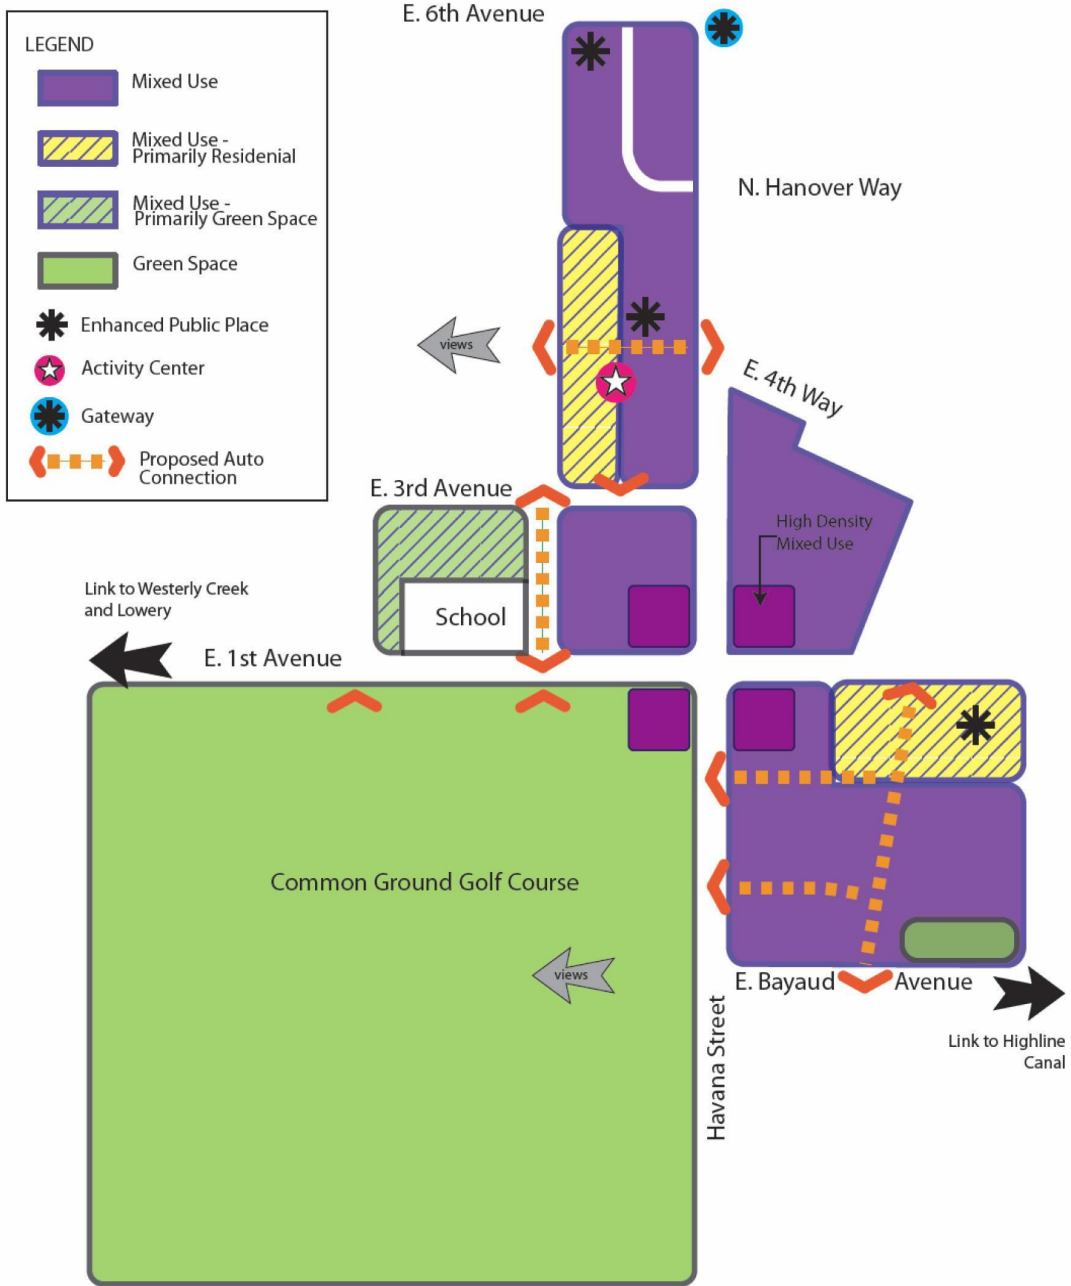 E. 6th Avenue
LEGEND
Mixed Use
Mixed Use -
Primarily Residenial
Mixed Use -
Primarily Green Space
Green Space
Enhanced Public Place
Activity Center
Gateway
Proposed Auto
Connection
N. Hanover Way
views
E. 4th Way
E. 3rd Avenue
High Density
Mixed Use
School
Link to Westerly Creek
and Lowery
E. 1st Avenue
Common Ground Golf Course
views
E. Bayaud Avenue
Havana Street
Link to Highline
Canal